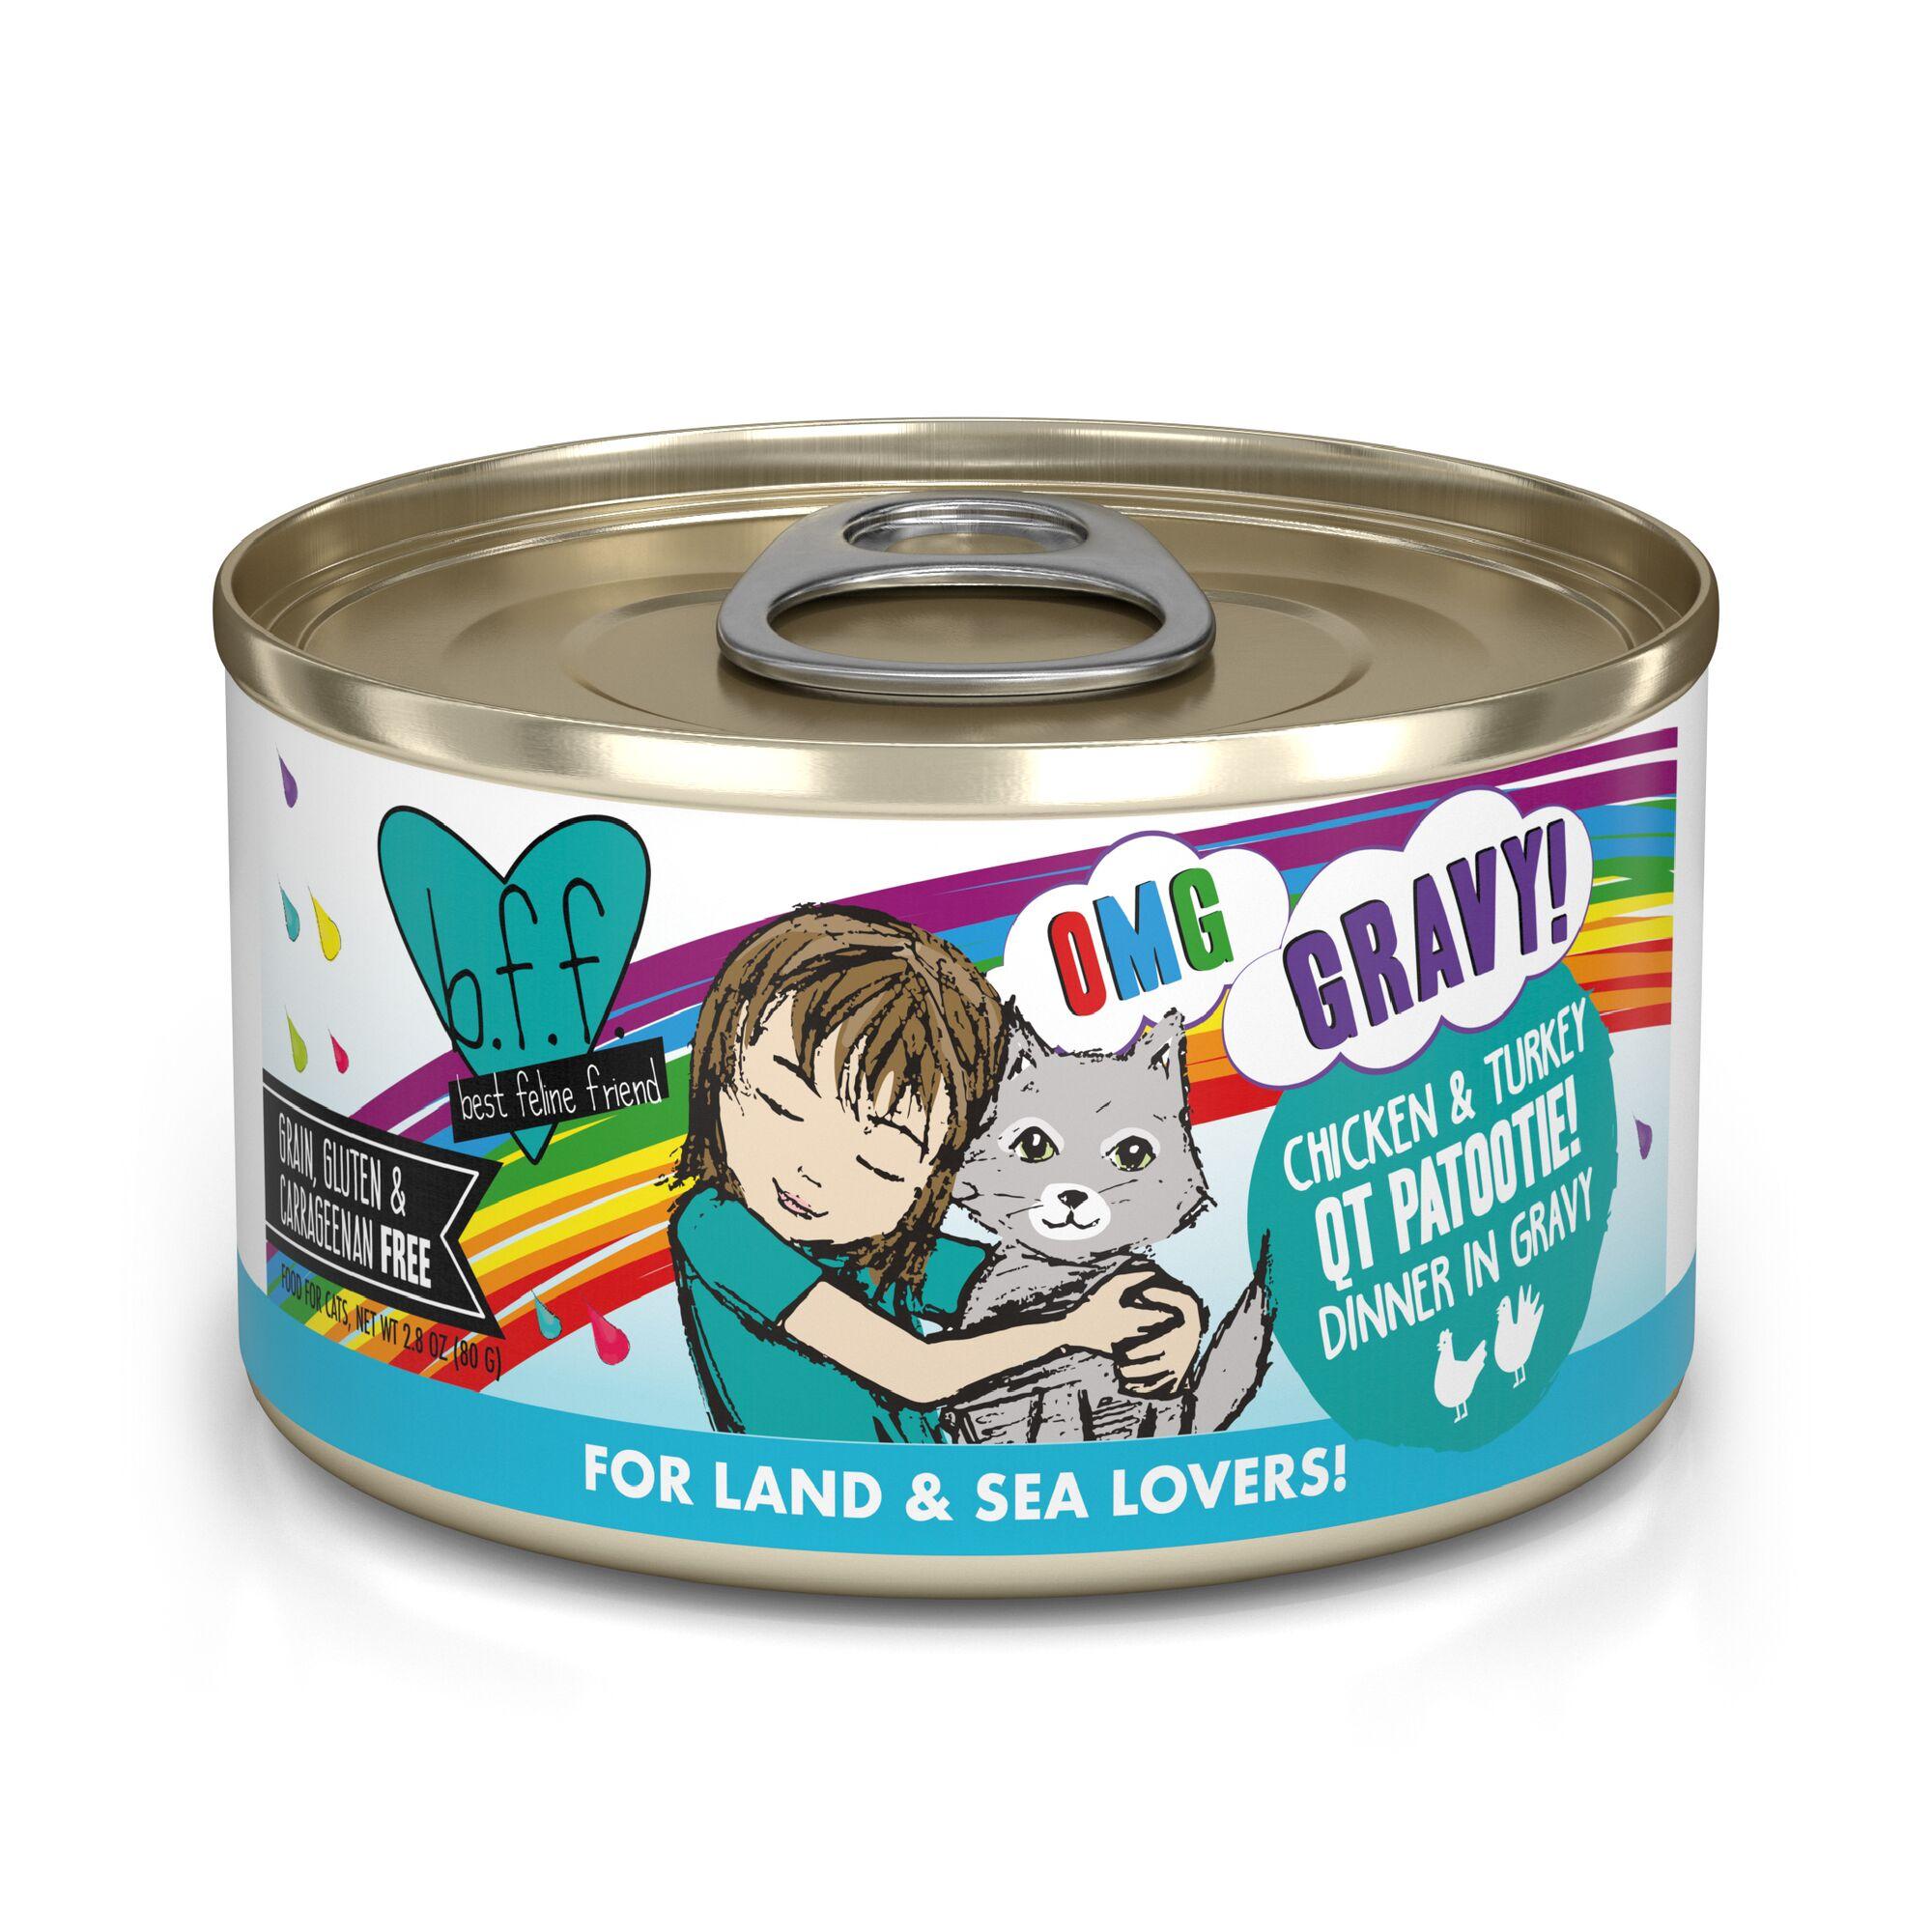 b.f.f.
best feline friend
GRAIN, GLUTEN &
CARRAGEENAN FREE
FOOD FOR CATS, NET WT 2.8 OZ (80 G)
OMG
GRAVY!
CHICKEN & TURKEY
QT PATOOTIE!
DINNER IN GRAVY
FOR LAND & SEA LOVERS!